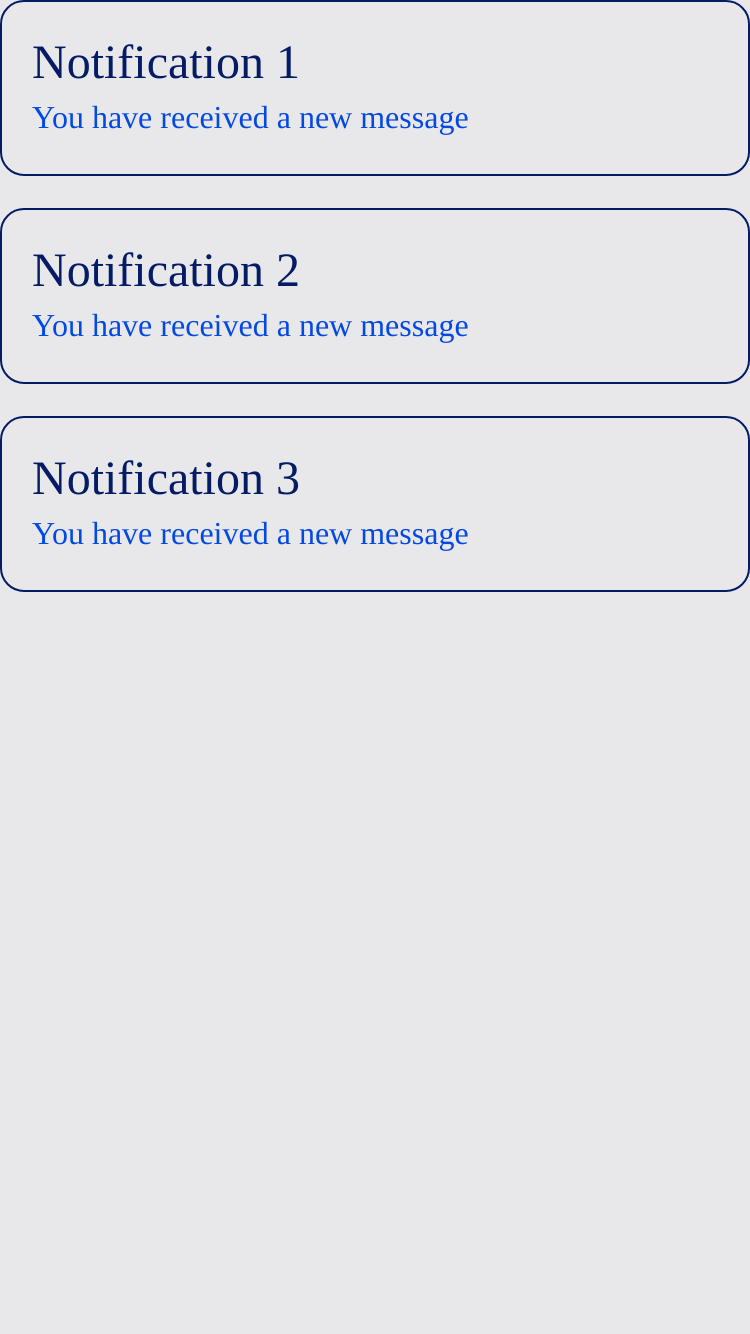 Notification 1
You have received a new message
Notification 2
You have received a new message
Notification 3
You have received a new message